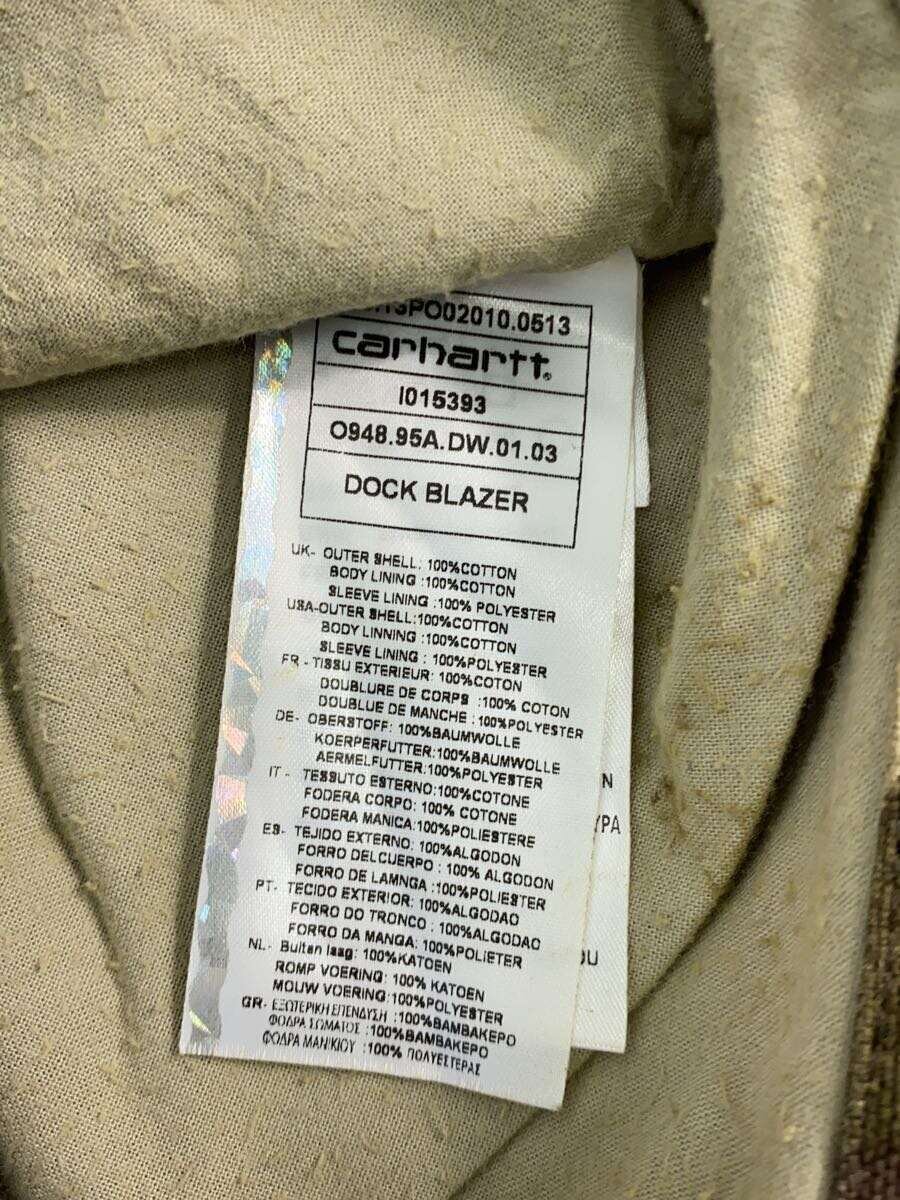 13PO02010.0513
carhartt®
I015393
O948.95A.DW.01.03
DOCK BLAZER
UK- OUTER SHELL: 100%COTTON
BODY LINING :100%COTTON
SLEEVE LINING :100% POLYESTER
USA-OUTER SHELL:100%COTTON
BODY LINNING :100%COTTON
SLEEVE LINING : 100%POLYESTER
FR - TISSU EXTERIEUR: 100%COTON
DOUBLURE DE CORPS :100% COTON
DOUBLUE DE MANCHE :100%POLYESTER
DE- OBERSTOFF: 100%BAUMWOLLE
KOERPERFUTTER:100%BAUMWOLLE
AERMELFUTTER:100%POLYESTER
IT - TESSUTO ESTERNO:100%COTONE
FODERA CORPO: 100% COTONE
FODERA MANICA:100%POLIESTERE
ES- TEJIDO EXTERNO: 100%ALGODON
FORRO DELCUERPO : 100% ALGODON
FORRO DE LAMNGA :100%POLIESTER
PT- TECIDO EXTERIOR: 100%ALGODAO
FORRO DO TRONCO : 100%ALGODAO
FORRO DA MANGA: 100%POLIETER
NL- Buiten laag: 100%KATOEN
ROMP VOERING: 100% KATOEN
MOUW VOERING:100%POLYESTER
GR- ΕΞΩΤΕΡΙΚΗ ΕΠΕΝΔΥΣΗ :100%ΒΑΜΒΑΚΕΡΟ
ΦΟΔΡΑ ΣΩΜΑΤΟΣ :100%ΒΑΜΒΑΚΕΡΟ
ΦΟΔΡΑ ΜΑΝΙΚΙΟΥ :100% ΠΟΛΥΕΣΤΕΡΑΣ